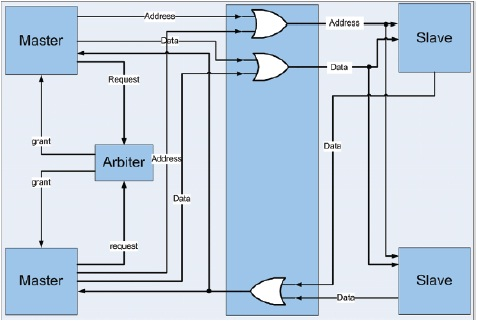 Address
Address
Master
Slave
Data
Data
Request
grant
Arbiter
Address
Data
grant
Data
request
Master
Slave
Data